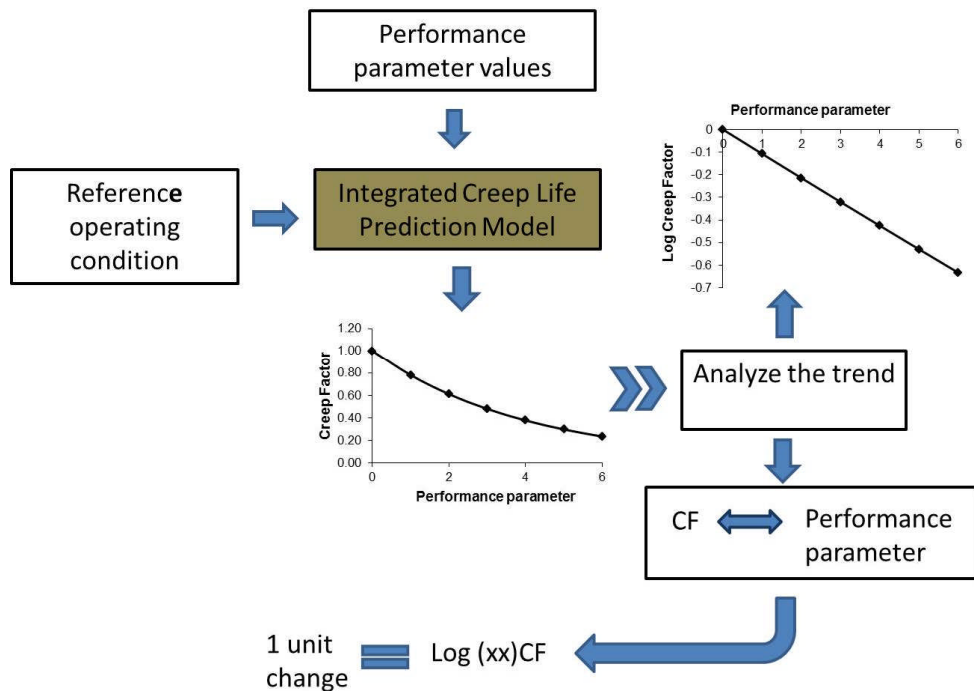 Performance
parameter values
Reference
operating
condition
Integrated Creep Life
Prediction Model
Performance parameter
0
0 1 2 3 4 5 6
-0.1
-0.2
-0.3
-0.4
-0.5
-0.6
-0.7
Log Creep Factor
1.20
1.00
0.80
0.60
0.40
0.20
0.00
0 2 4 6
Creep Factor
Performance parameter
Analyze the trend
CF Performance
parameter
1 unit
change
Log (xx)CF